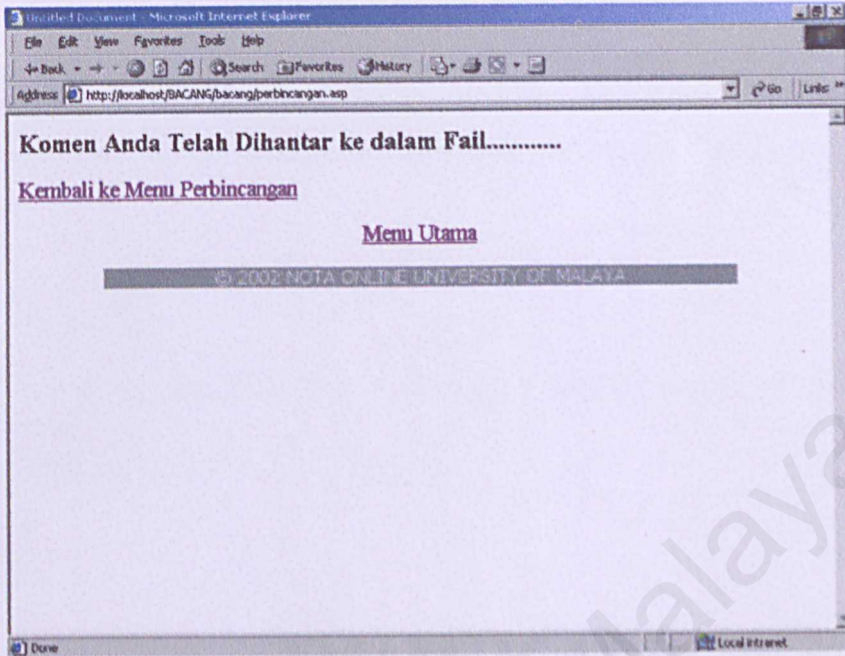 Untitled Document - Microsoft Internet Explorer
File Edit View Favorites Tools Help
Back Search Favorites History
Address http://localhost/BACANG/bacang/perbincangan.asp Go Links »
Komen Anda Telah Dihantar ke dalam Fail............
Kembali ke Menu Perbincangan
Menu Utama
© 2002 NOTA ONLINE UNIVERSITY OF MALAYA
Malaya
Done Local intranet